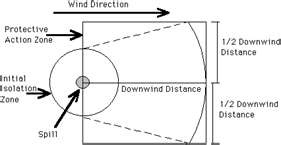 Wind Direction
Protective
Action Zone
1/2 Downwind
Distance
Initial
Isolation
Zone
Downwind Distance
1/2 Downwind
Distance
Spill